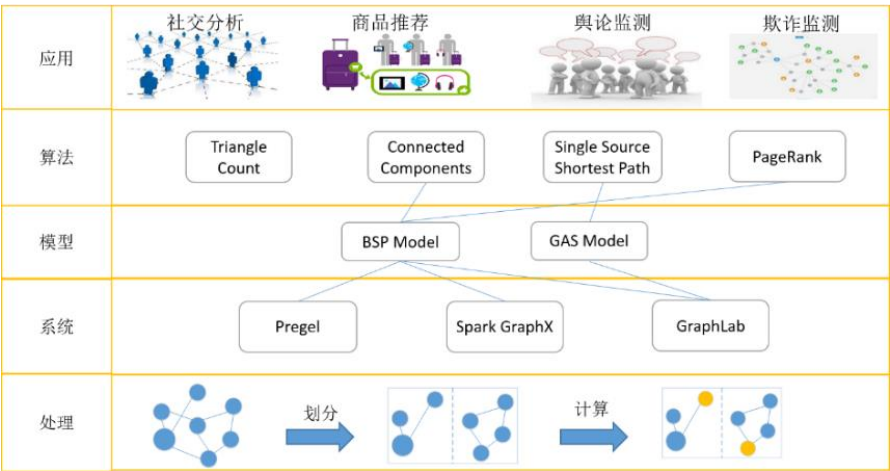 社交分析
商品推荐
舆论监测
欺诈监测
应用
算法
Triangle
Count
Connected
Components
Single Source
Shortest Path
PageRank
模型
BSP Model
GAS Model
系统
Pregel
Spark GraphX
GraphLab
处理
划分
计算